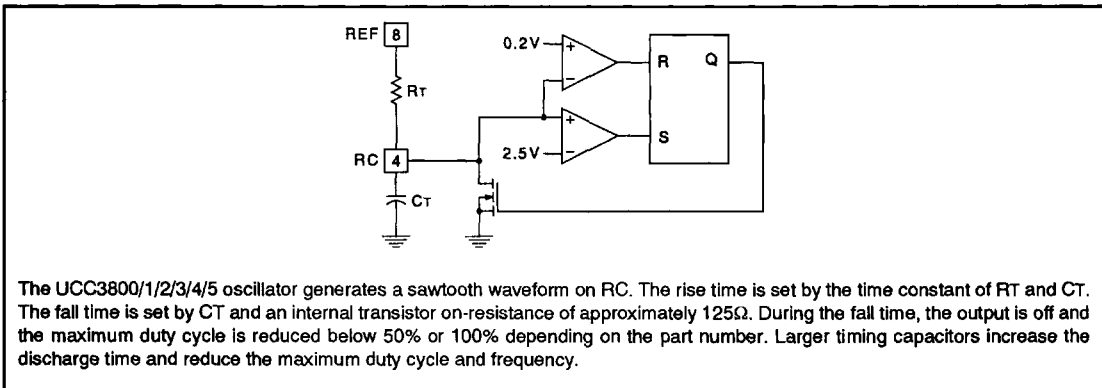 REF 8
0.2V
+
−
R Q
RT
+
−
S
2.5V
RC 4
CT
The UCC3800/1/2/3/4/5 oscillator generates a sawtooth waveform on RC. The rise time is set by the time constant of RT and CT.
The fall time is set by CT and an internal transistor on-resistance of approximately 125Ω. During the fall time, the output is off and
the maximum duty cycle is reduced below 50% or 100% depending on the part number. Larger timing capacitors increase the
discharge time and reduce the maximum duty cycle and frequency.